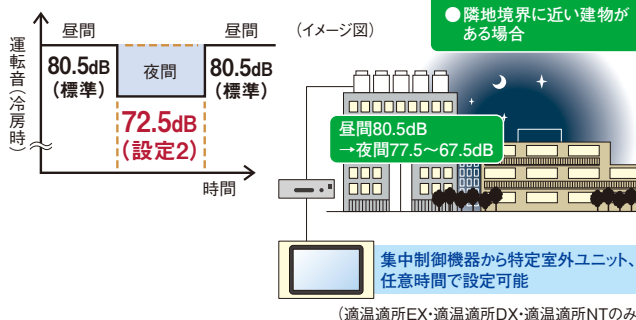 運転音(冷房時)
昼間
昼間
80.5dB
(標準)
夜間
80.5dB
(標準)
72.5dB
(設定2)
時間
(イメージ図)
●隣地境界に近い建物が
ある場合
昼間80.5dB
→夜間77.5~67.5dB
集中制御機器から特定室外ユニット、
任意時間で設定可能
(適温適所EX・適温適所DX・適温適所NTのみ